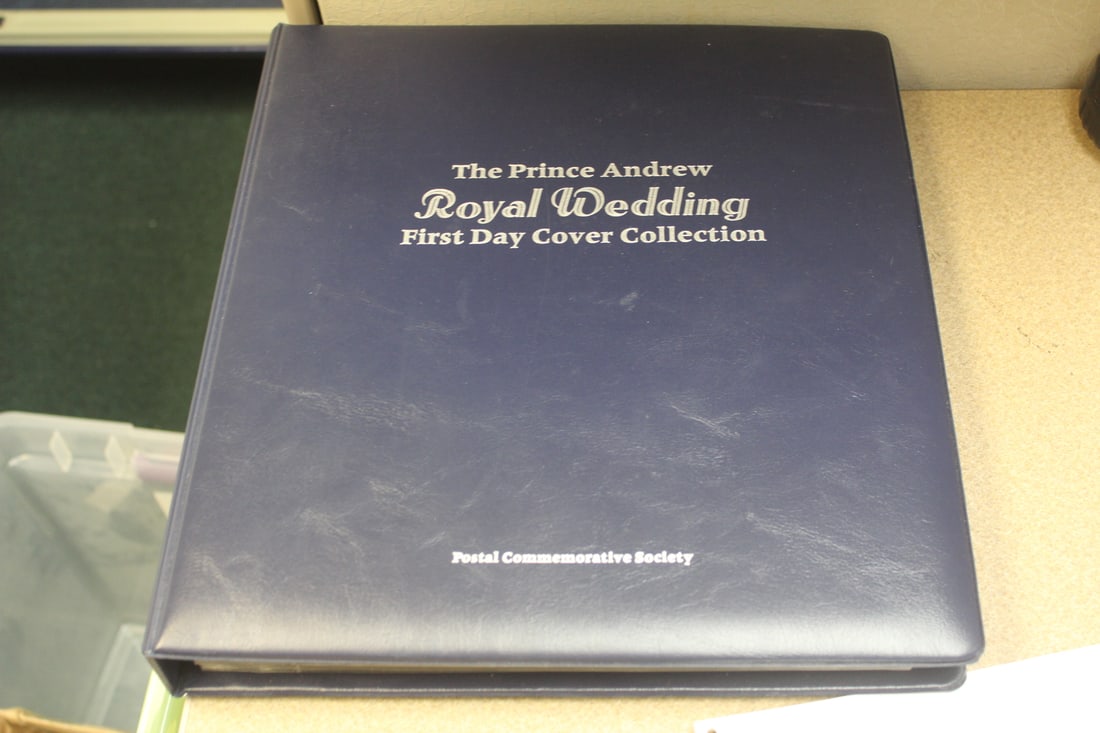 The Prince Andrew
Royal Wedding
First Day Cover Collection
Postal Commemorative Society